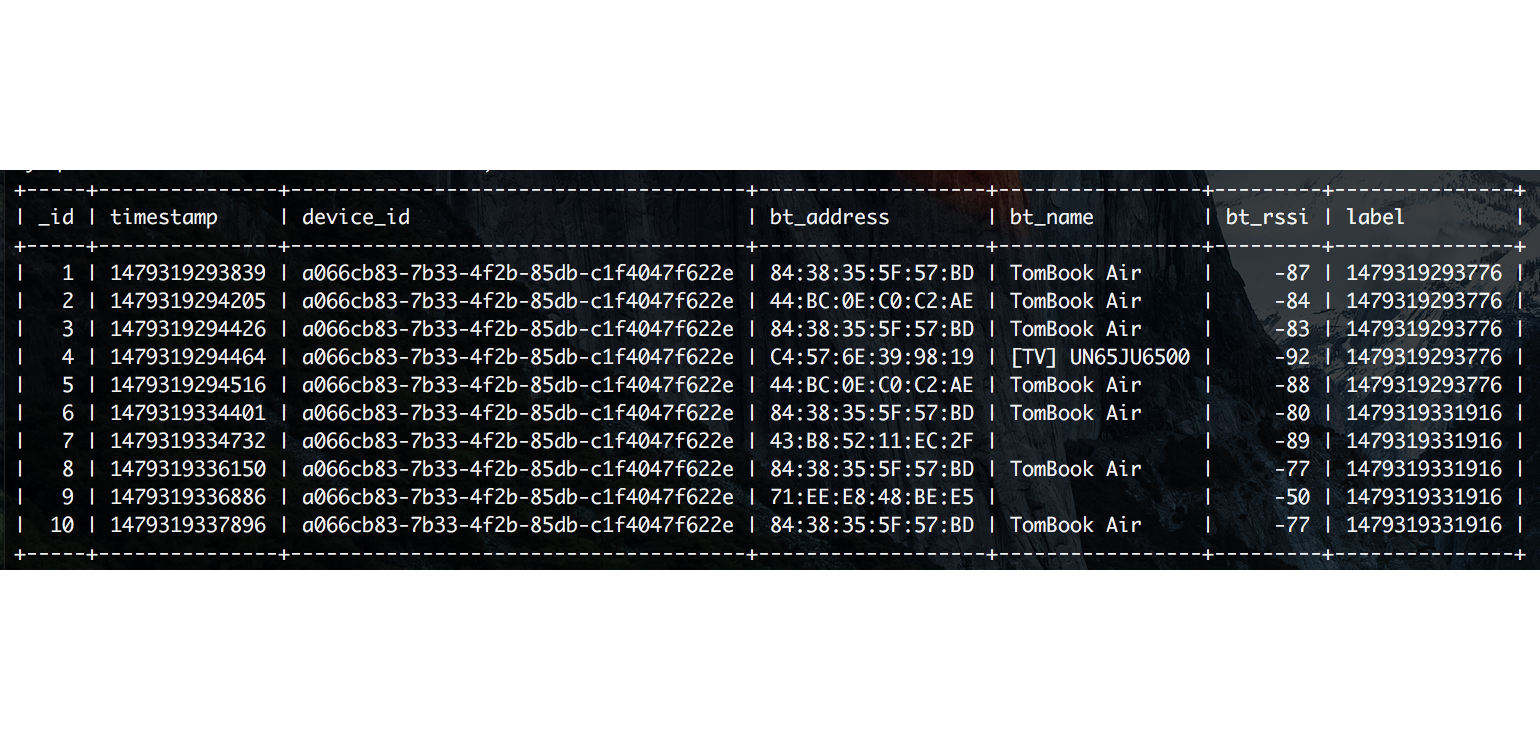 +-----+---------------+--------------------------------------+-------------------+-----------------+---------+---------------+
| _id | timestamp     | device_id                            | bt_address        | bt_name         | bt_rssi | label         |
+-----+---------------+--------------------------------------+-------------------+-----------------+---------+---------------+
|   1 | 1479319293839 | a066cb83-7b33-4f2b-85db-c1f4047f622e | 84:38:35:5F:57:BD | TomBook Air     |     -87 | 1479319293776 |
|   2 | 1479319294205 | a066cb83-7b33-4f2b-85db-c1f4047f622e | 44:BC:0E:C0:C2:AE | TomBook Air     |     -84 | 1479319293776 |
|   3 | 1479319294426 | a066cb83-7b33-4f2b-85db-c1f4047f622e | 84:38:35:5F:57:BD | TomBook Air     |     -83 | 1479319293776 |
|   4 | 1479319294464 | a066cb83-7b33-4f2b-85db-c1f4047f622e | C4:57:6E:39:98:19 | [TV] UN65JU6500 |     -92 | 1479319293776 |
|   5 | 1479319294516 | a066cb83-7b33-4f2b-85db-c1f4047f622e | 44:BC:0E:C0:C2:AE | TomBook Air     |     -88 | 1479319293776 |
|   6 | 1479319334401 | a066cb83-7b33-4f2b-85db-c1f4047f622e | 84:38:35:5F:57:BD | TomBook Air     |     -80 | 1479319331916 |
|   7 | 1479319334732 | a066cb83-7b33-4f2b-85db-c1f4047f622e | 43:B8:52:11:EC:2F |                 |     -89 | 1479319331916 |
|   8 | 1479319336150 | a066cb83-7b33-4f2b-85db-c1f4047f622e | 84:38:35:5F:57:BD | TomBook Air     |     -77 | 1479319331916 |
|   9 | 1479319336886 | a066cb83-7b33-4f2b-85db-c1f4047f622e | 71:EE:E8:48:BE:E5 |                 |     -50 | 1479319331916 |
|  10 | 1479319337896 | a066cb83-7b33-4f2b-85db-c1f4047f622e | 84:38:35:5F:57:BD | TomBook Air     |     -77 | 1479319331916 |
+-----+---------------+--------------------------------------+-------------------+-----------------+---------+---------------+